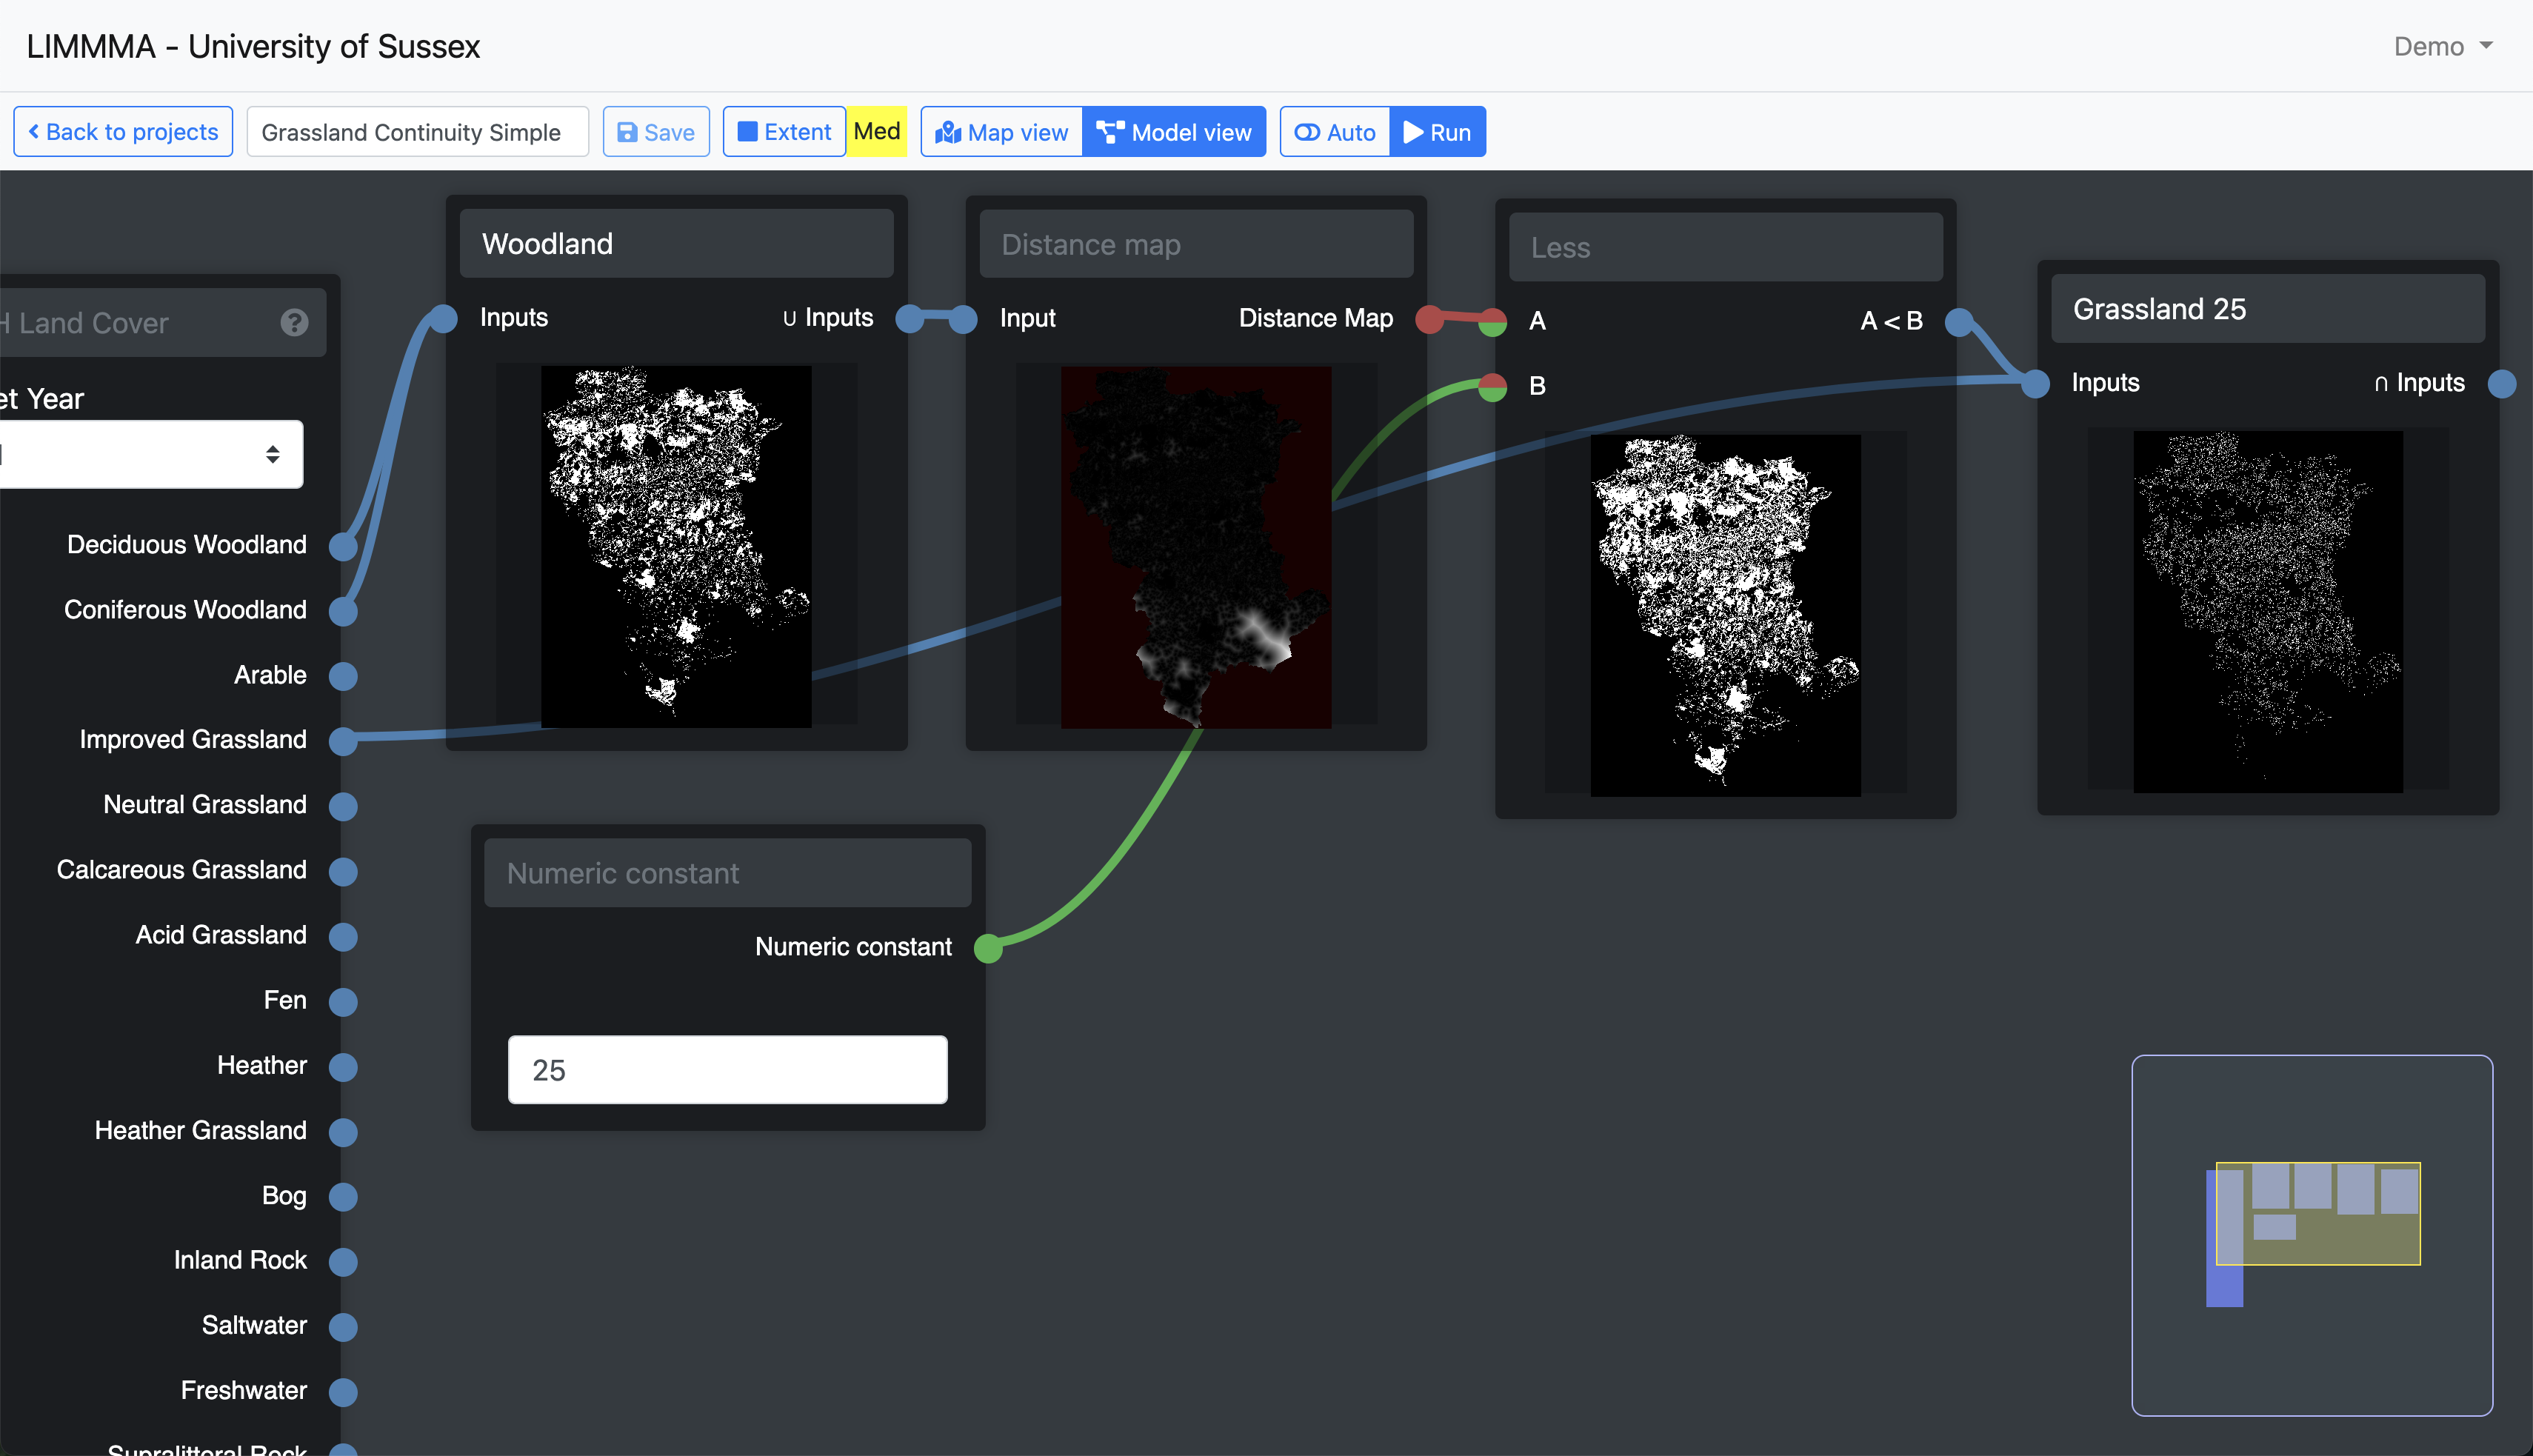 LIMMMA - University of Sussex
Demo
Back to projects
Grassland Continuity Simple
Save
Extent
Med
Map view
Model view
Auto
Run
Land Cover
?
Year
Deciduous Woodland
Coniferous Woodland
Arable
Improved Grassland
Neutral Grassland
Calcareous Grassland
Acid Grassland
Fen
Heather
Heather Grassland
Bog
Inland Rock
Saltwater
Freshwater
Supralittoral Rock
Woodland
Inputs
∪ Inputs
Distance map
Input
Distance Map
Less
A
A < B
B
Grassland 25
Inputs
∩ Inputs
Numeric constant
Numeric constant
25